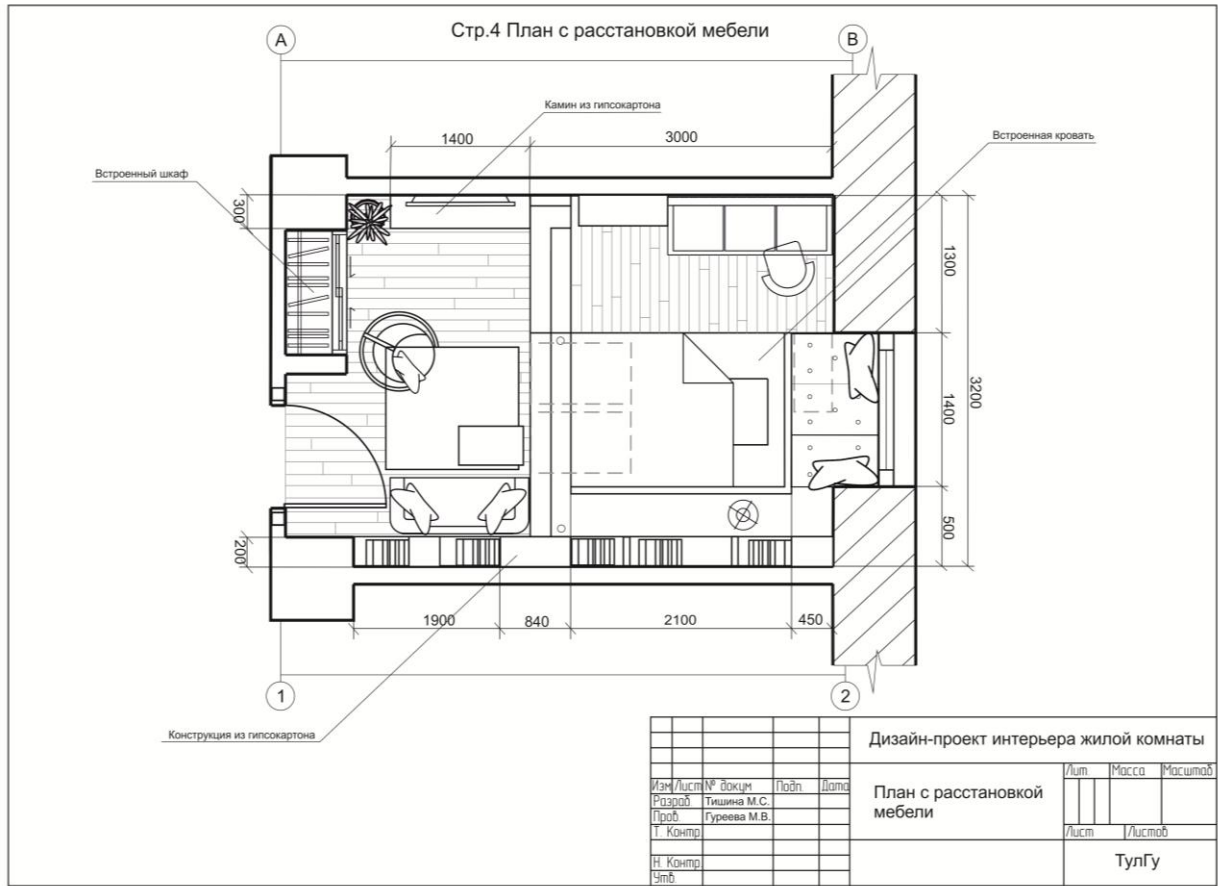 Стр.4 План с расстановкой мебели
А
В
Камин из гипсокартона
Встроенная кровать
Встроенный шкаф
1400
3000
300
1300
1400
3200
500
200
1900
840
2100
450
1
2
Конструкция из гипсокартона
Дизайн-проект интерьера жилой комнаты
Изм Лист № докум Подп. Дата
Разраб. Тишина М.С.
Пров. Гуреева М.В.
Т. Контр.
Н. Контр.
Утв.
План с расстановкой
мебели
Лит. Масса Масштаб
Лист Листов
ТулГу